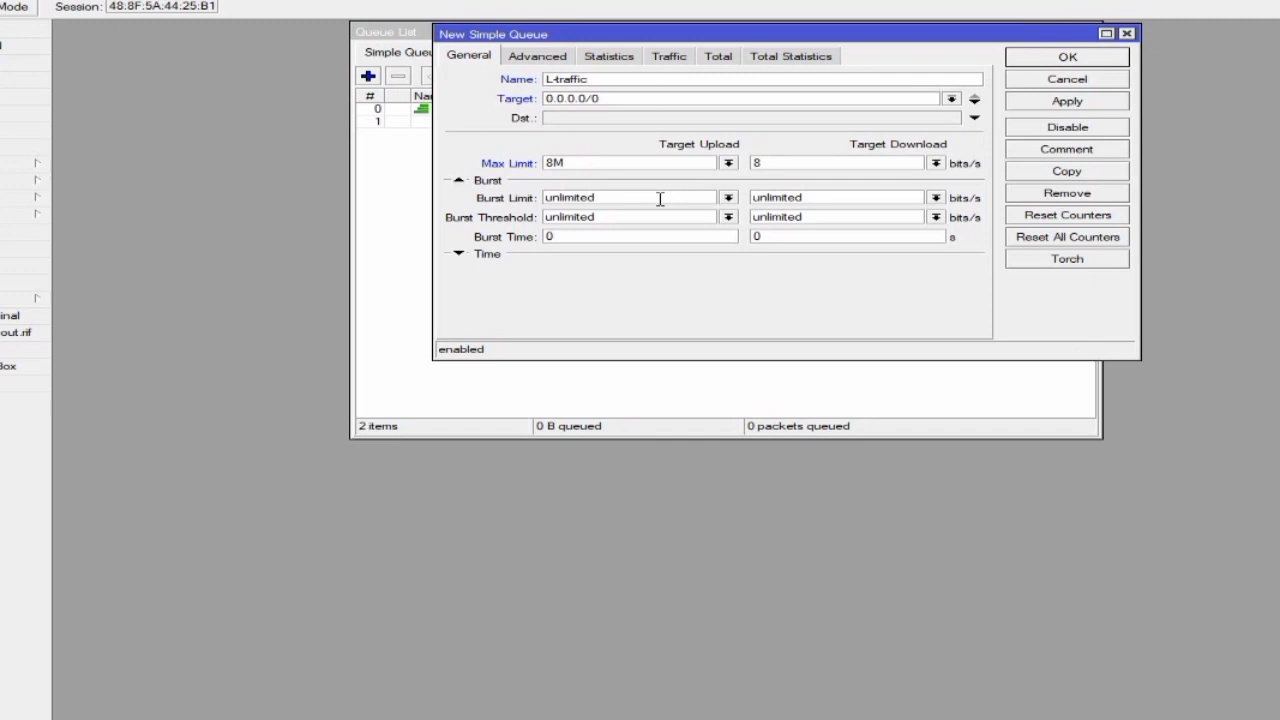 Mode Session: 48:8F:5A:44:25:B1
Queue List
New Simple Queue
Simple Queu
General Advanced Statistics Traffic Total Total Statistics
OK
Name: L-traffic
Cancel
Target: 0.0.0.0/0
Apply
# Nar
0
Dst.:
1
Disable
Target Upload Target Download
Comment
Max Limit: 8M 8 bits/s
Copy
Burst
Remove
Burst Limit: unlimited unlimited bits/s
Reset Counters
Burst Threshold: unlimited unlimited bits/s
Reset All Counters
Burst Time: 0 0 s
Time
Torch
inal
out.rif
enabled
Box
2 items 0 B queued 0 packets queued